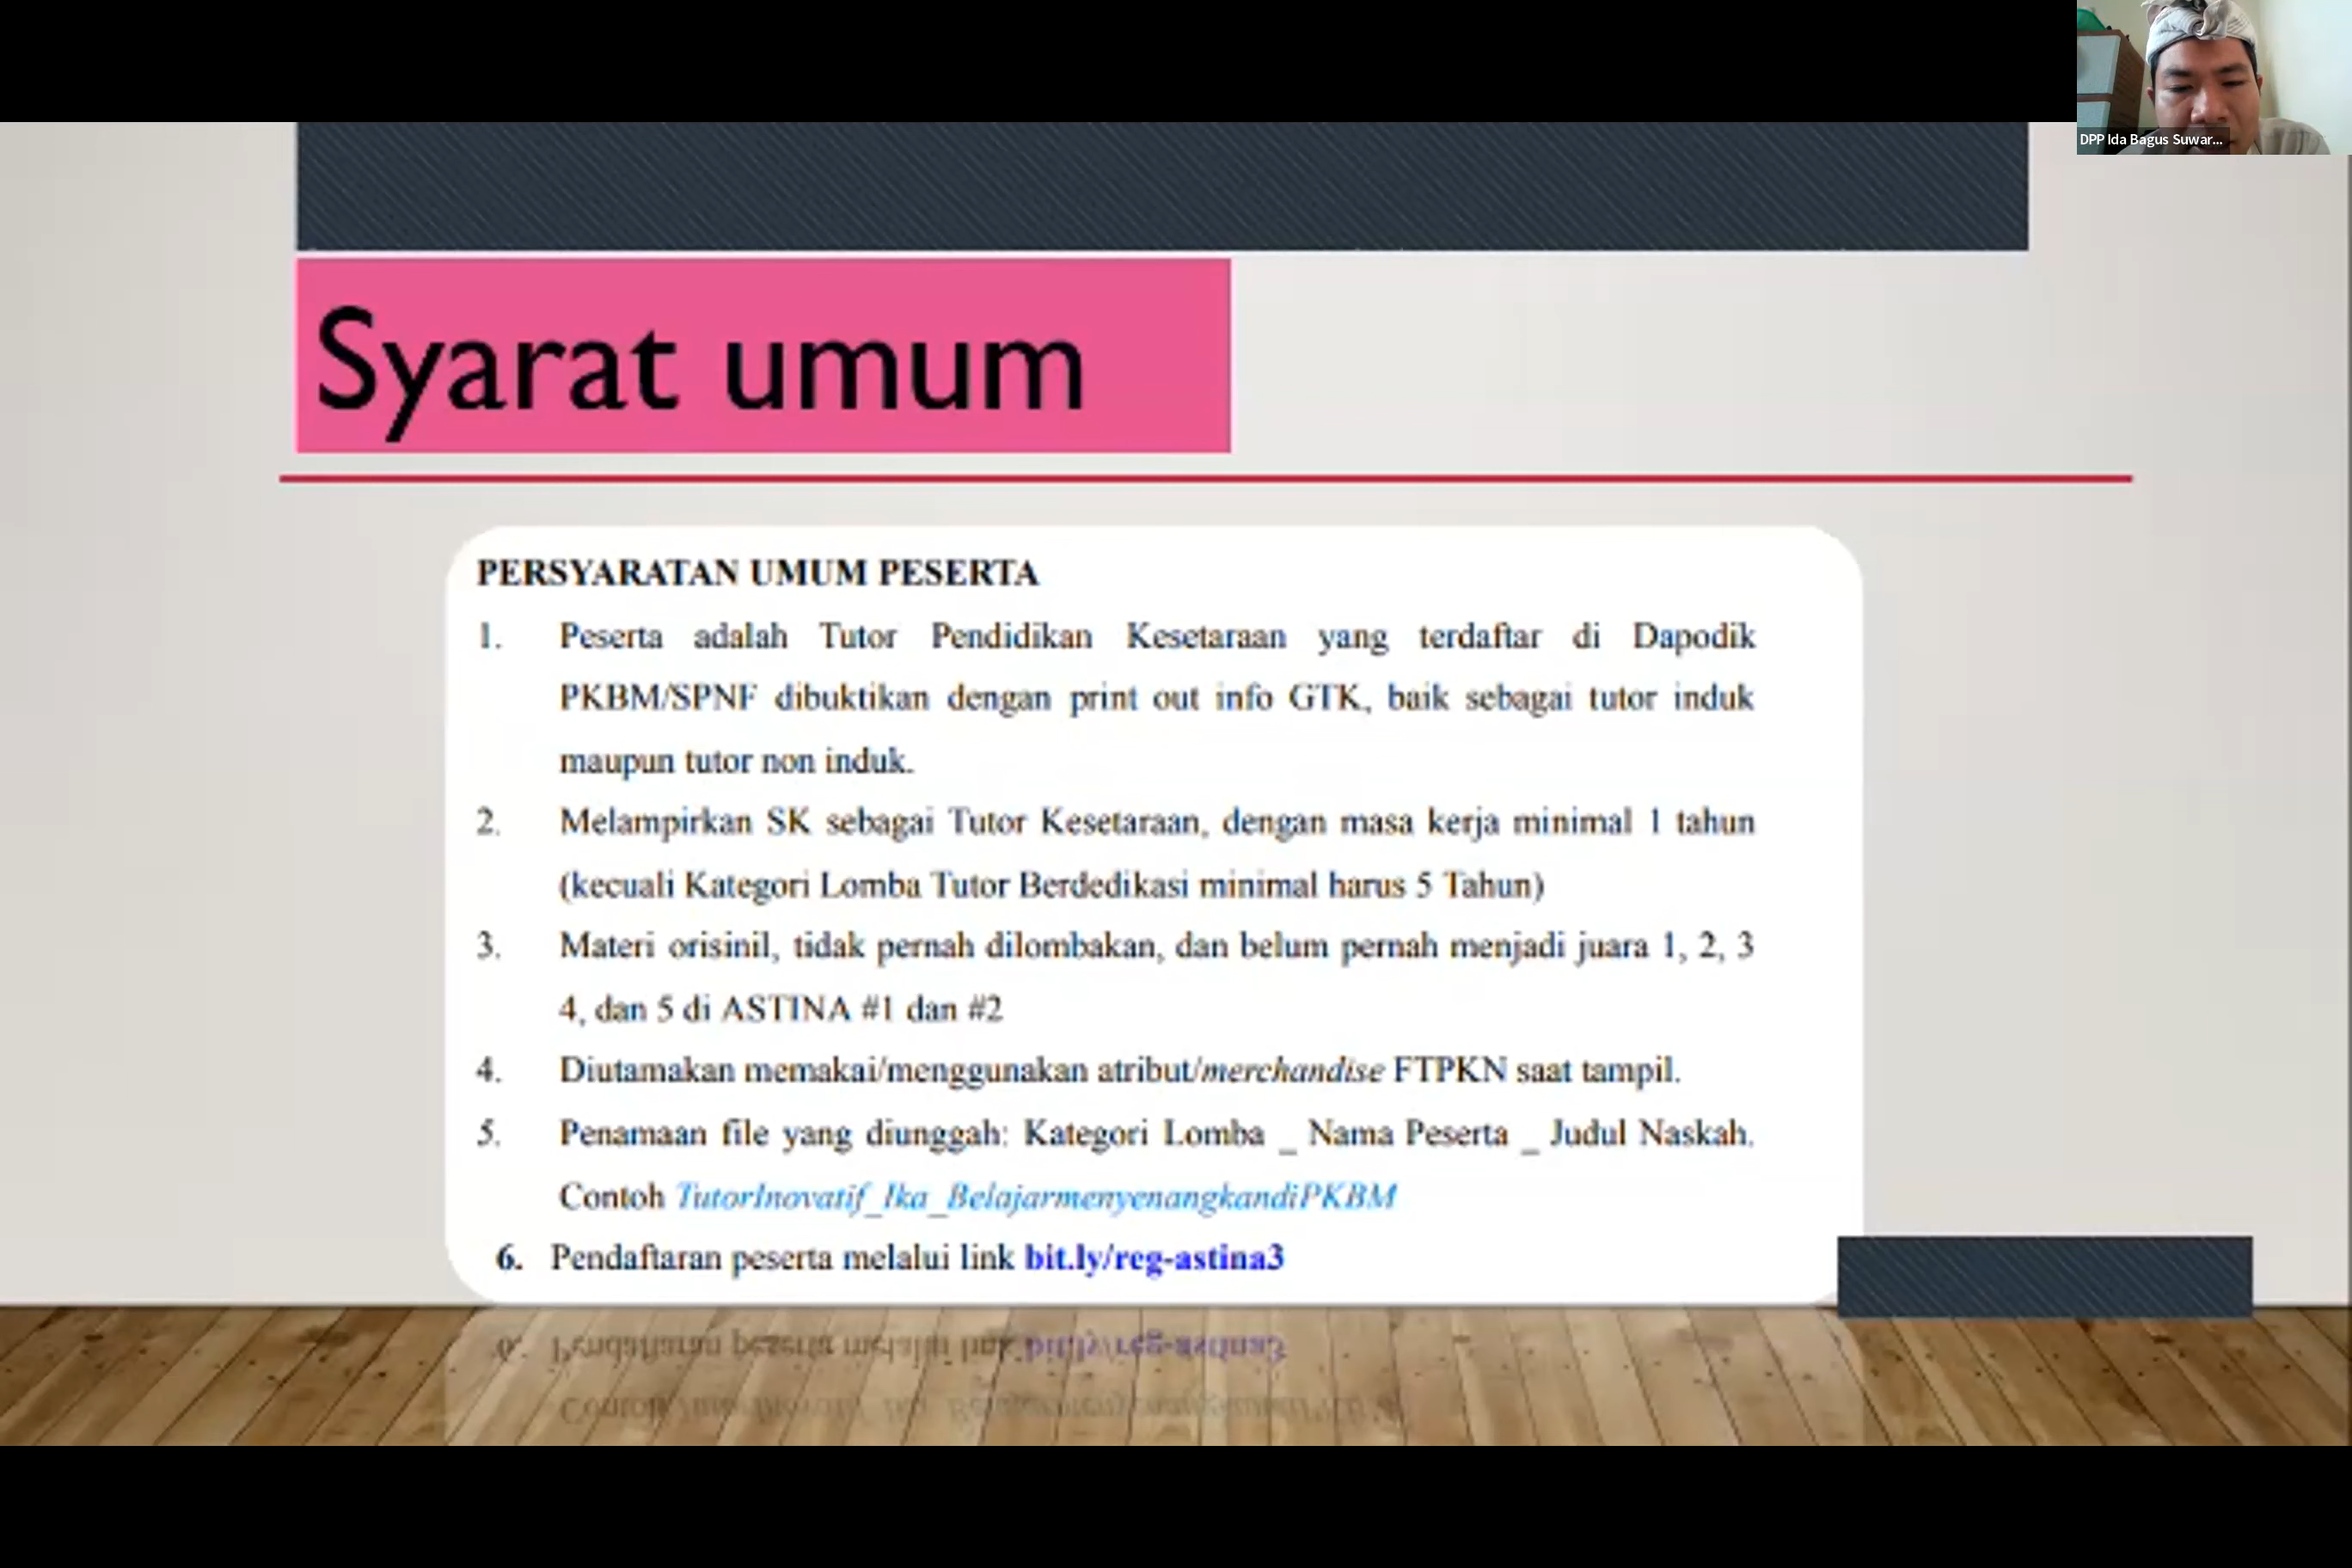 DPP Ida Bagus Suwar...
Syarat umum
PERSYARATAN UMUM PESERTA
1. Peserta adalah Tutor Pendidikan Kesetaraan yang terdaftar di Dapodik
PKBM/SPNF dibuktikan dengan print out info GTK, baik sebagai tutor induk
maupun tutor non induk.
2. Melampirkan SK sebagai Tutor Kesetaraan, dengan masa kerja minimal 1 tahun
(kecuali Kategori Lomba Tutor Berdedikasi minimal harus 5 Tahun)
3. Materi orisinil, tidak pernah dilombakan, dan belum pernah menjadi juara 1, 2, 3
4, dan 5 di ASTINA #1 dan #2
4. Diutamakan memakai/menggunakan atribut/merchandise FTPKN saat tampil.
5. Penamaan file yang diunggah: Kategori Lomba _ Nama Peserta _ Judul Naskah.
Contoh TutorInovatif_Ika_BelajarmenyenangkandiPKBM
6. Pendaftaran peserta melalui link bit.ly/reg-astina3